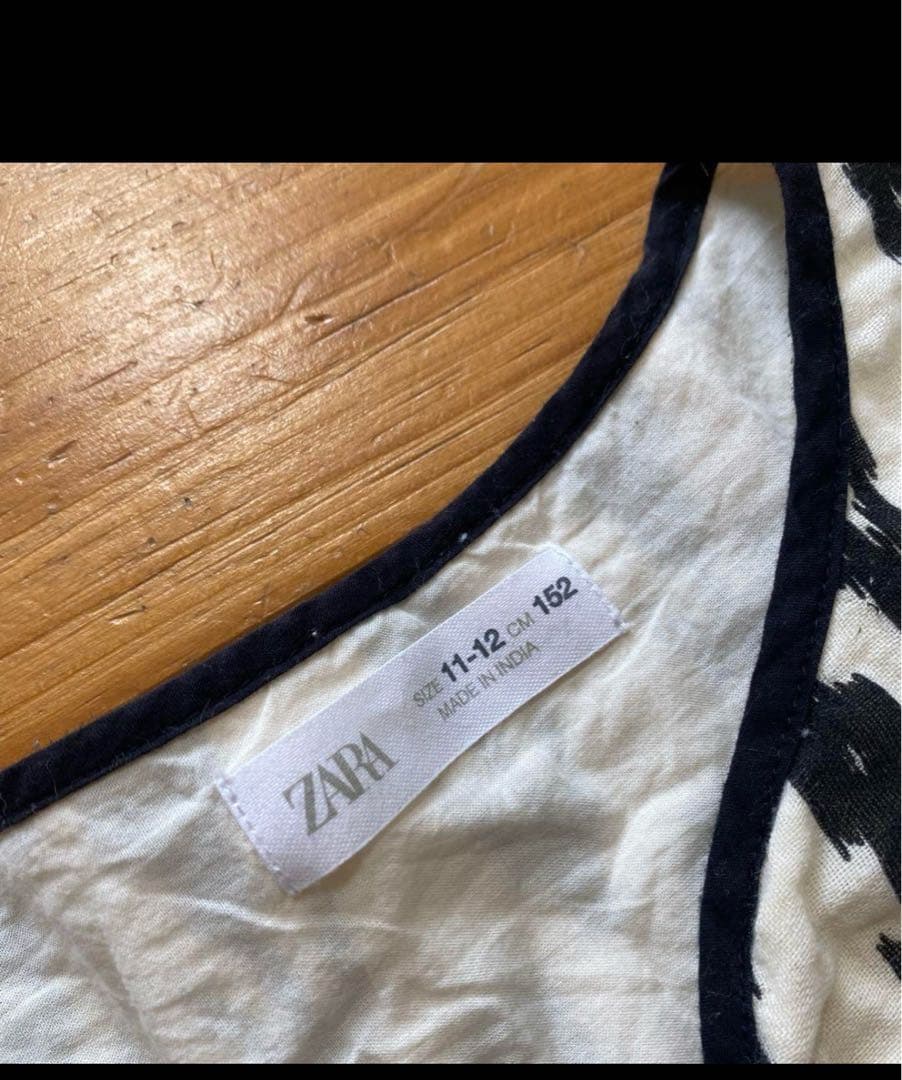 ZARA
SIZE 11-12 CM 152
MADE IN INDIA